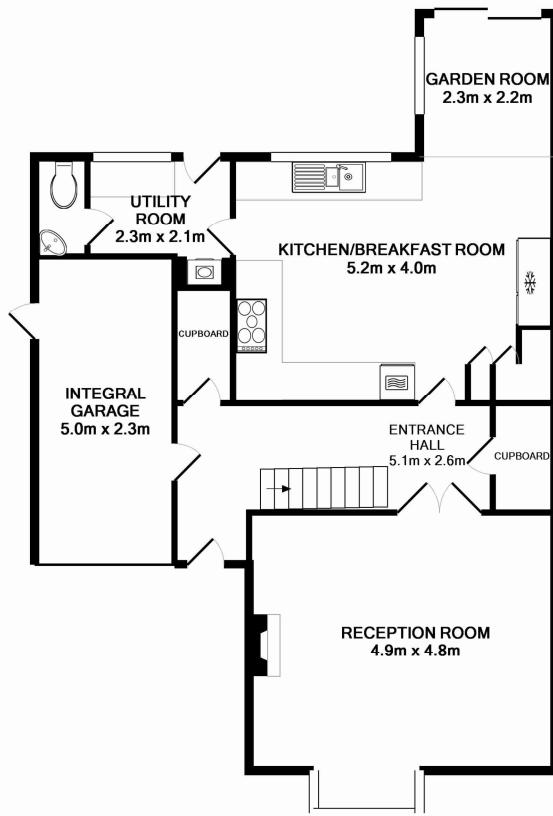 GARDEN ROOM
2.3m x 2.2m
UTILITY
ROOM
2.3m x 2.1m
KITCHEN/BREAKFAST ROOM
5.2m x 4.0m
CUPBOARD
INTEGRAL
GARAGE
5.0m x 2.3m
ENTRANCE
HALL
5.1m x 2.6m
CUPBOARD
RECEPTION ROOM
4.9m x 4.8m